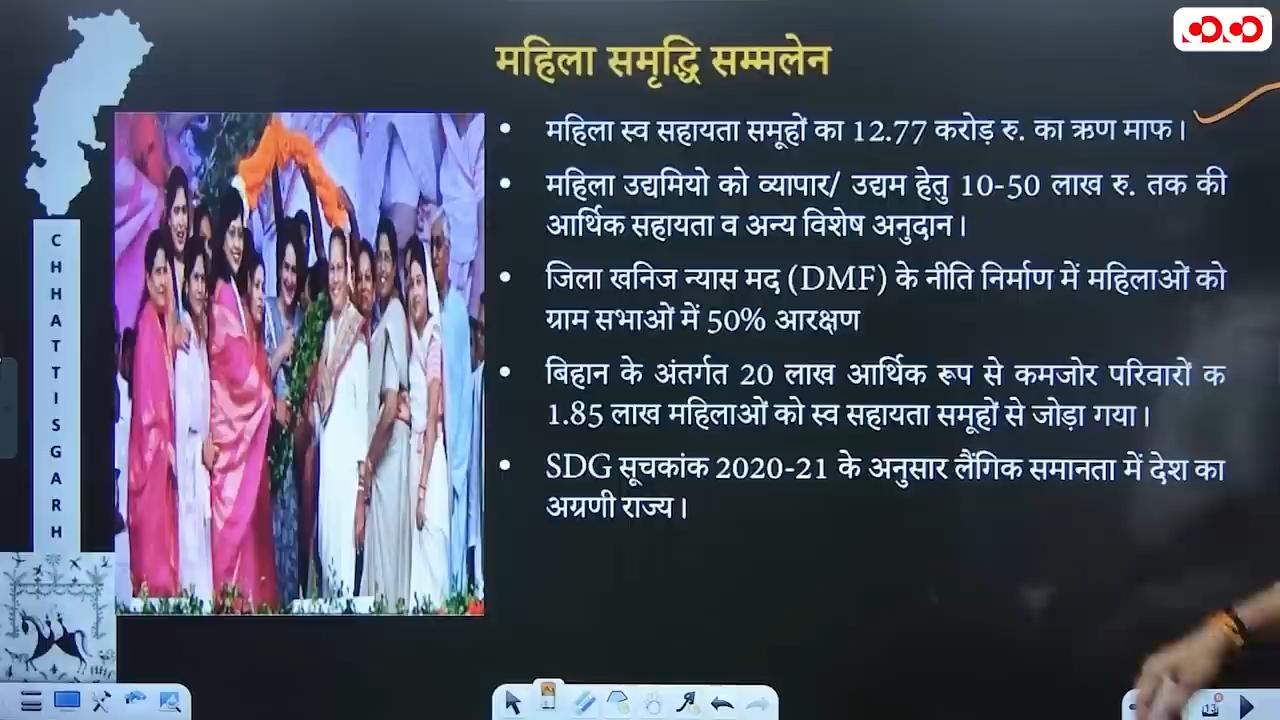 महिला समृद्धि सम्मलेन
• महिला स्व सहायता समूहों का 12.77 करोड़ रु. का ऋण माफ।
• महिला उद्यमियो को व्यापार/ उद्यम हेतु 10-50 लाख रु. तक की
आर्थिक सहायता व अन्य विशेष अनुदान।
• जिला खनिज न्यास मद (DMF) के नीति निर्माण में महिलाओं को
ग्राम सभाओं में 50% आरक्षण
• बिहान के अंतर्गत 20 लाख आर्थिक रूप से कमजोर परिवारों क
1.85 लाख महिलाओं को स्व सहायता समूहों से जोड़ा गया।
• SDG सूचकांक 2020-21 के अनुसार लैंगिक समानता में देश का
अग्रणी राज्य।
CHHATTISGARH
13